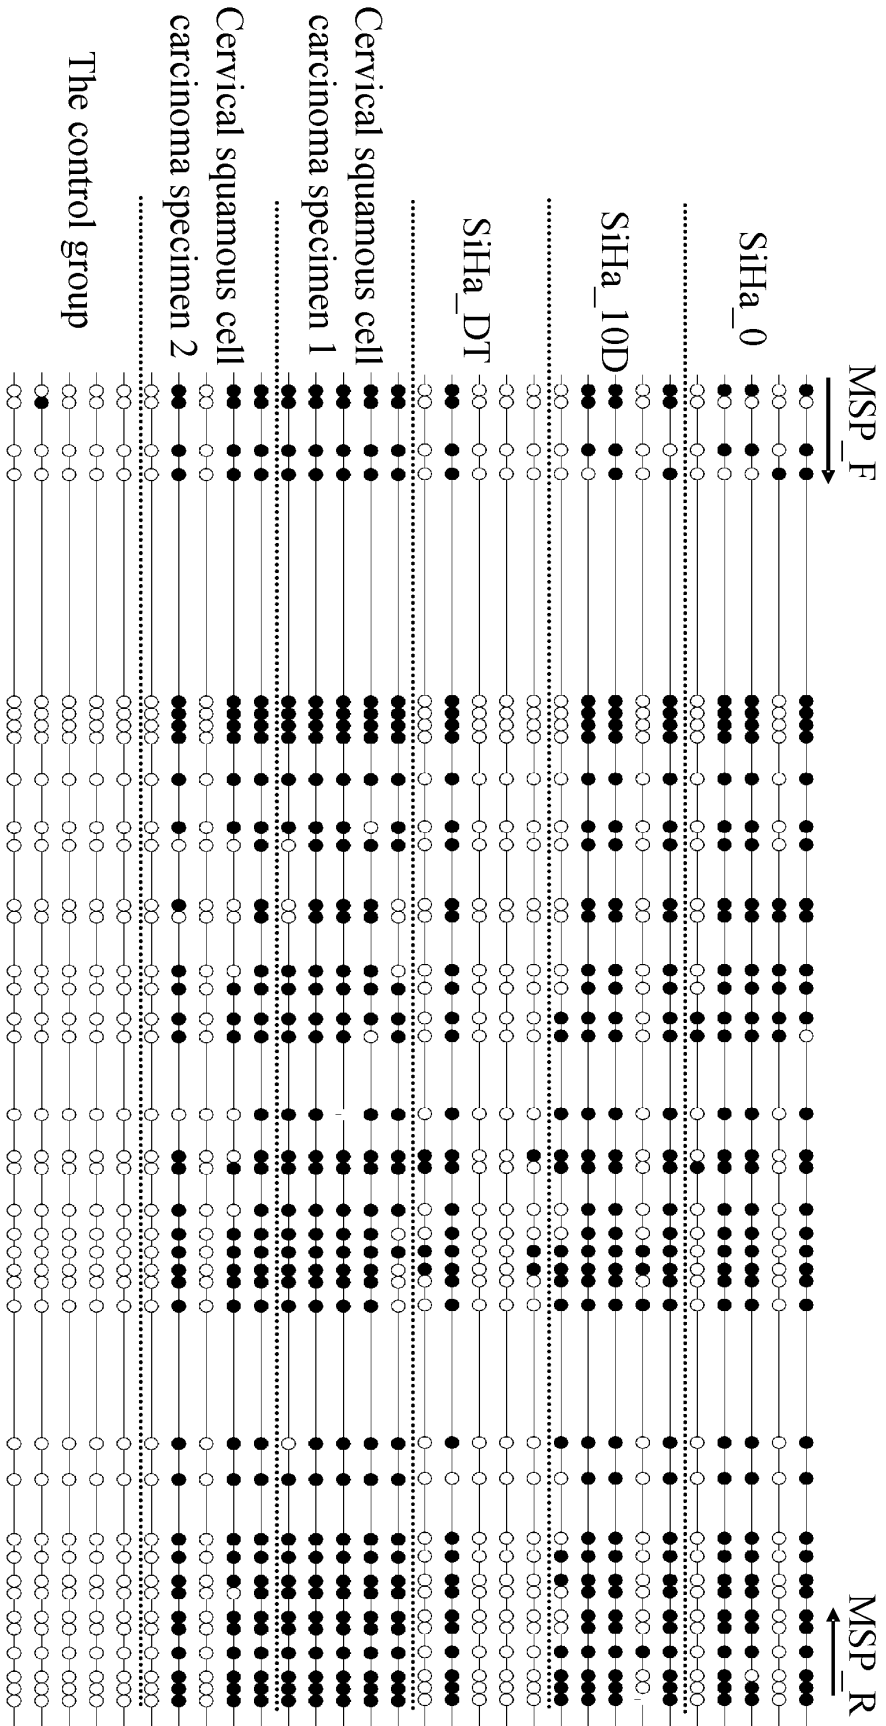 MSP_F
MSP_R
SiHa_0
SiHa_10D
SiHa_DT
Cervical squamous cell
carcinoma specimen 1
Cervical squamous cell
carcinoma specimen 2
The control group